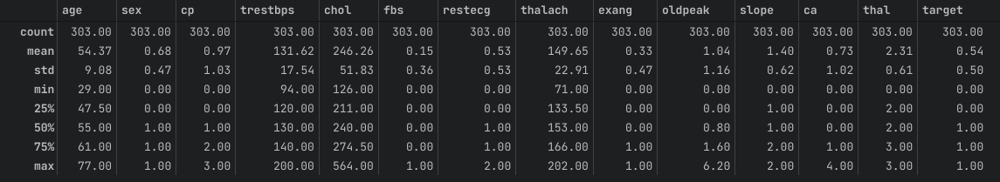 age sex cp trestbps chol fbs restecg thalach exang oldpeak slope ca thal target
count 303.00 303.00 303.00 303.00 303.00 303.00 303.00 303.00 303.00 303.00 303.00 303.00 303.00 303.00
mean 54.37 0.68 0.97 131.62 246.26 0.15 0.53 149.65 0.33 1.04 1.40 0.73 2.31 0.54
std 9.08 0.47 1.03 17.54 51.83 0.36 0.53 22.91 0.47 1.16 0.62 1.02 0.61 0.50
min 29.00 0.00 0.00 94.00 126.00 0.00 0.00 71.00 0.00 0.00 0.00 0.00 0.00 0.00
25% 47.50 0.00 0.00 120.00 211.00 0.00 0.00 133.50 0.00 0.00 1.00 0.00 2.00 0.00
50% 55.00 1.00 1.00 130.00 240.00 0.00 1.00 153.00 0.00 0.80 1.00 0.00 2.00 1.00
75% 61.00 1.00 2.00 140.00 274.50 0.00 1.00 166.00 1.00 1.60 2.00 1.00 3.00 1.00
max 77.00 1.00 3.00 200.00 564.00 1.00 2.00 202.00 1.00 6.20 2.00 4.00 3.00 1.00